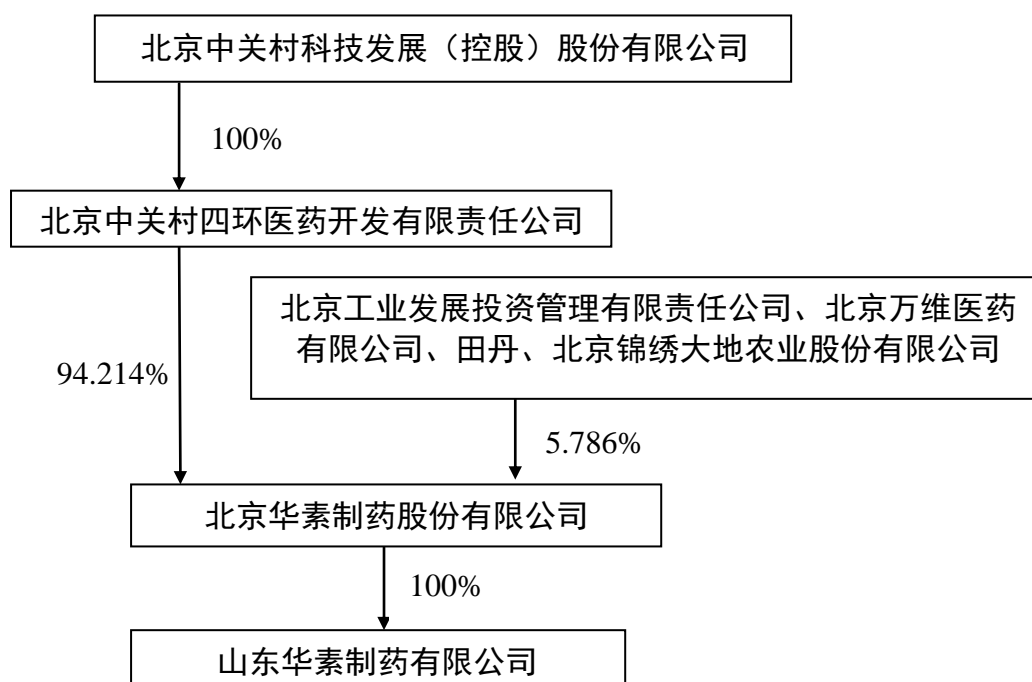 北京中关村科技发展（控股）股份有限公司
100%
北京中关村四环医药开发有限责任公司
北京工业发展投资管理有限责任公司、北京万维医药
有限公司、田丹、北京锦绣大地农业股份有限公司
94.214%
5.786%
北京华素制药股份有限公司
100%
山东华素制药有限公司